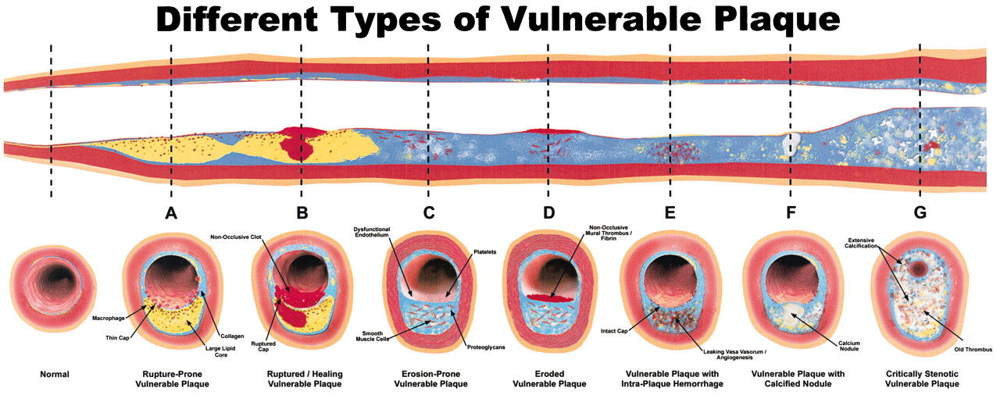 Different Types of Vulnerable Plaque
A
B
C
D
E
F
G
Macrophage
Thin Cap
Large Lipid
Core
Collagen
Non-Occlusive Clot
Ruptured
Cap
Dysfunctional
Endothelium
Platelets
Smooth
Muscle Cells
Proteoglycans
Non-Occlusive
Mural Thrombus /
Fibrin
Intact Cap
Leaking Vasa Vasorum /
Angiogenesis
Calcium
Nodule
Extensive
Calcification
Old Thrombus
Normal
Rupture-Prone
Vulnerable Plaque
Ruptured / Healing
Vulnerable Plaque
Erosion-Prone
Vulnerable Plaque
Eroded
Vulnerable Plaque
Vulnerable Plaque with
Intra-Plaque Hemorrhage
Vulnerable Plaque with
Calcified Nodule
Critically Stenotic
Vulnerable Plaque